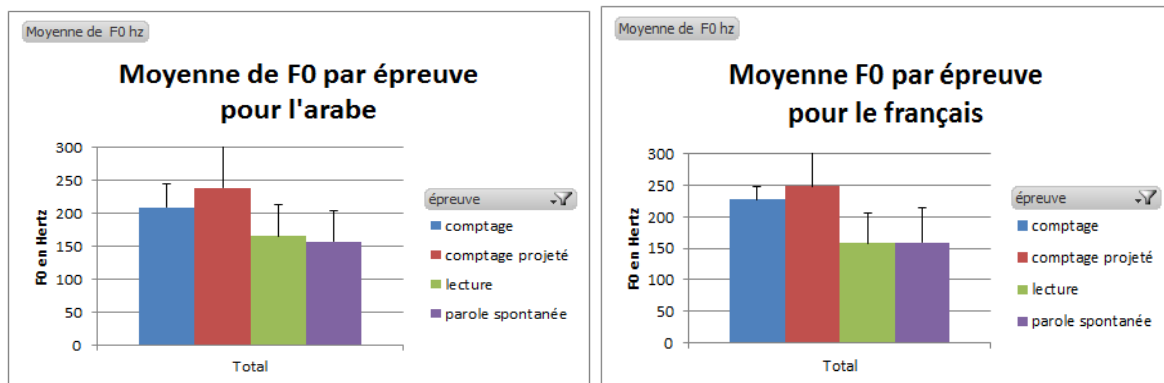 Moyenne de F0 hz
Moyenne de F0 par épreuve
pour l'arabe
F0 en Hertz
300
250
200
150
100
50
0
Total
épreuve
comptage
comptage projeté
lecture
parole spontanée
Moyenne de F0 hz
Moyenne F0 par épreuve
pour le français
F0 en Hertz
300
250
200
150
100
50
0
Total
épreuve
comptage
comptage projeté
lecture
parole spontanée